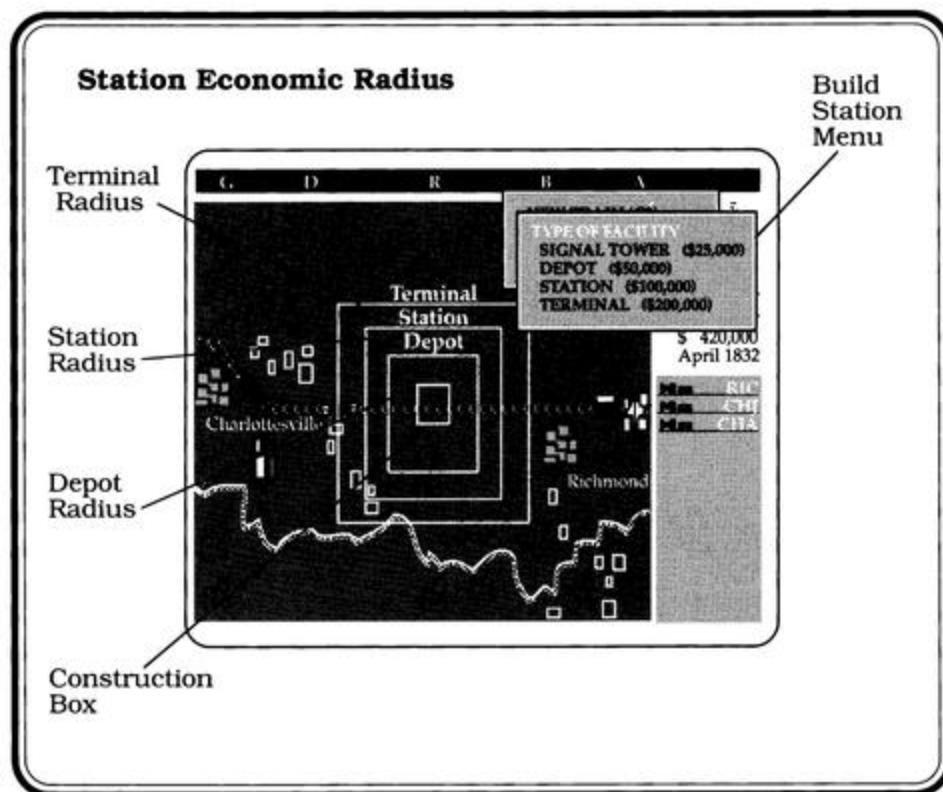 Station Economic Radius
Build
Station
Menu
Terminal
Radius
G D R B A
TYPE OF FACILITY
SIGNAL TOWER ($25,000)
DEPOT ($50,000)
STATION ($100,000)
TERMINAL ($200,000)
Terminal
Station
Depot
$ 420,000
April 1832
Station
Radius
RIC
CHI
CHA
Charlottesville
Richmond
Depot
Radius
Construction
Box